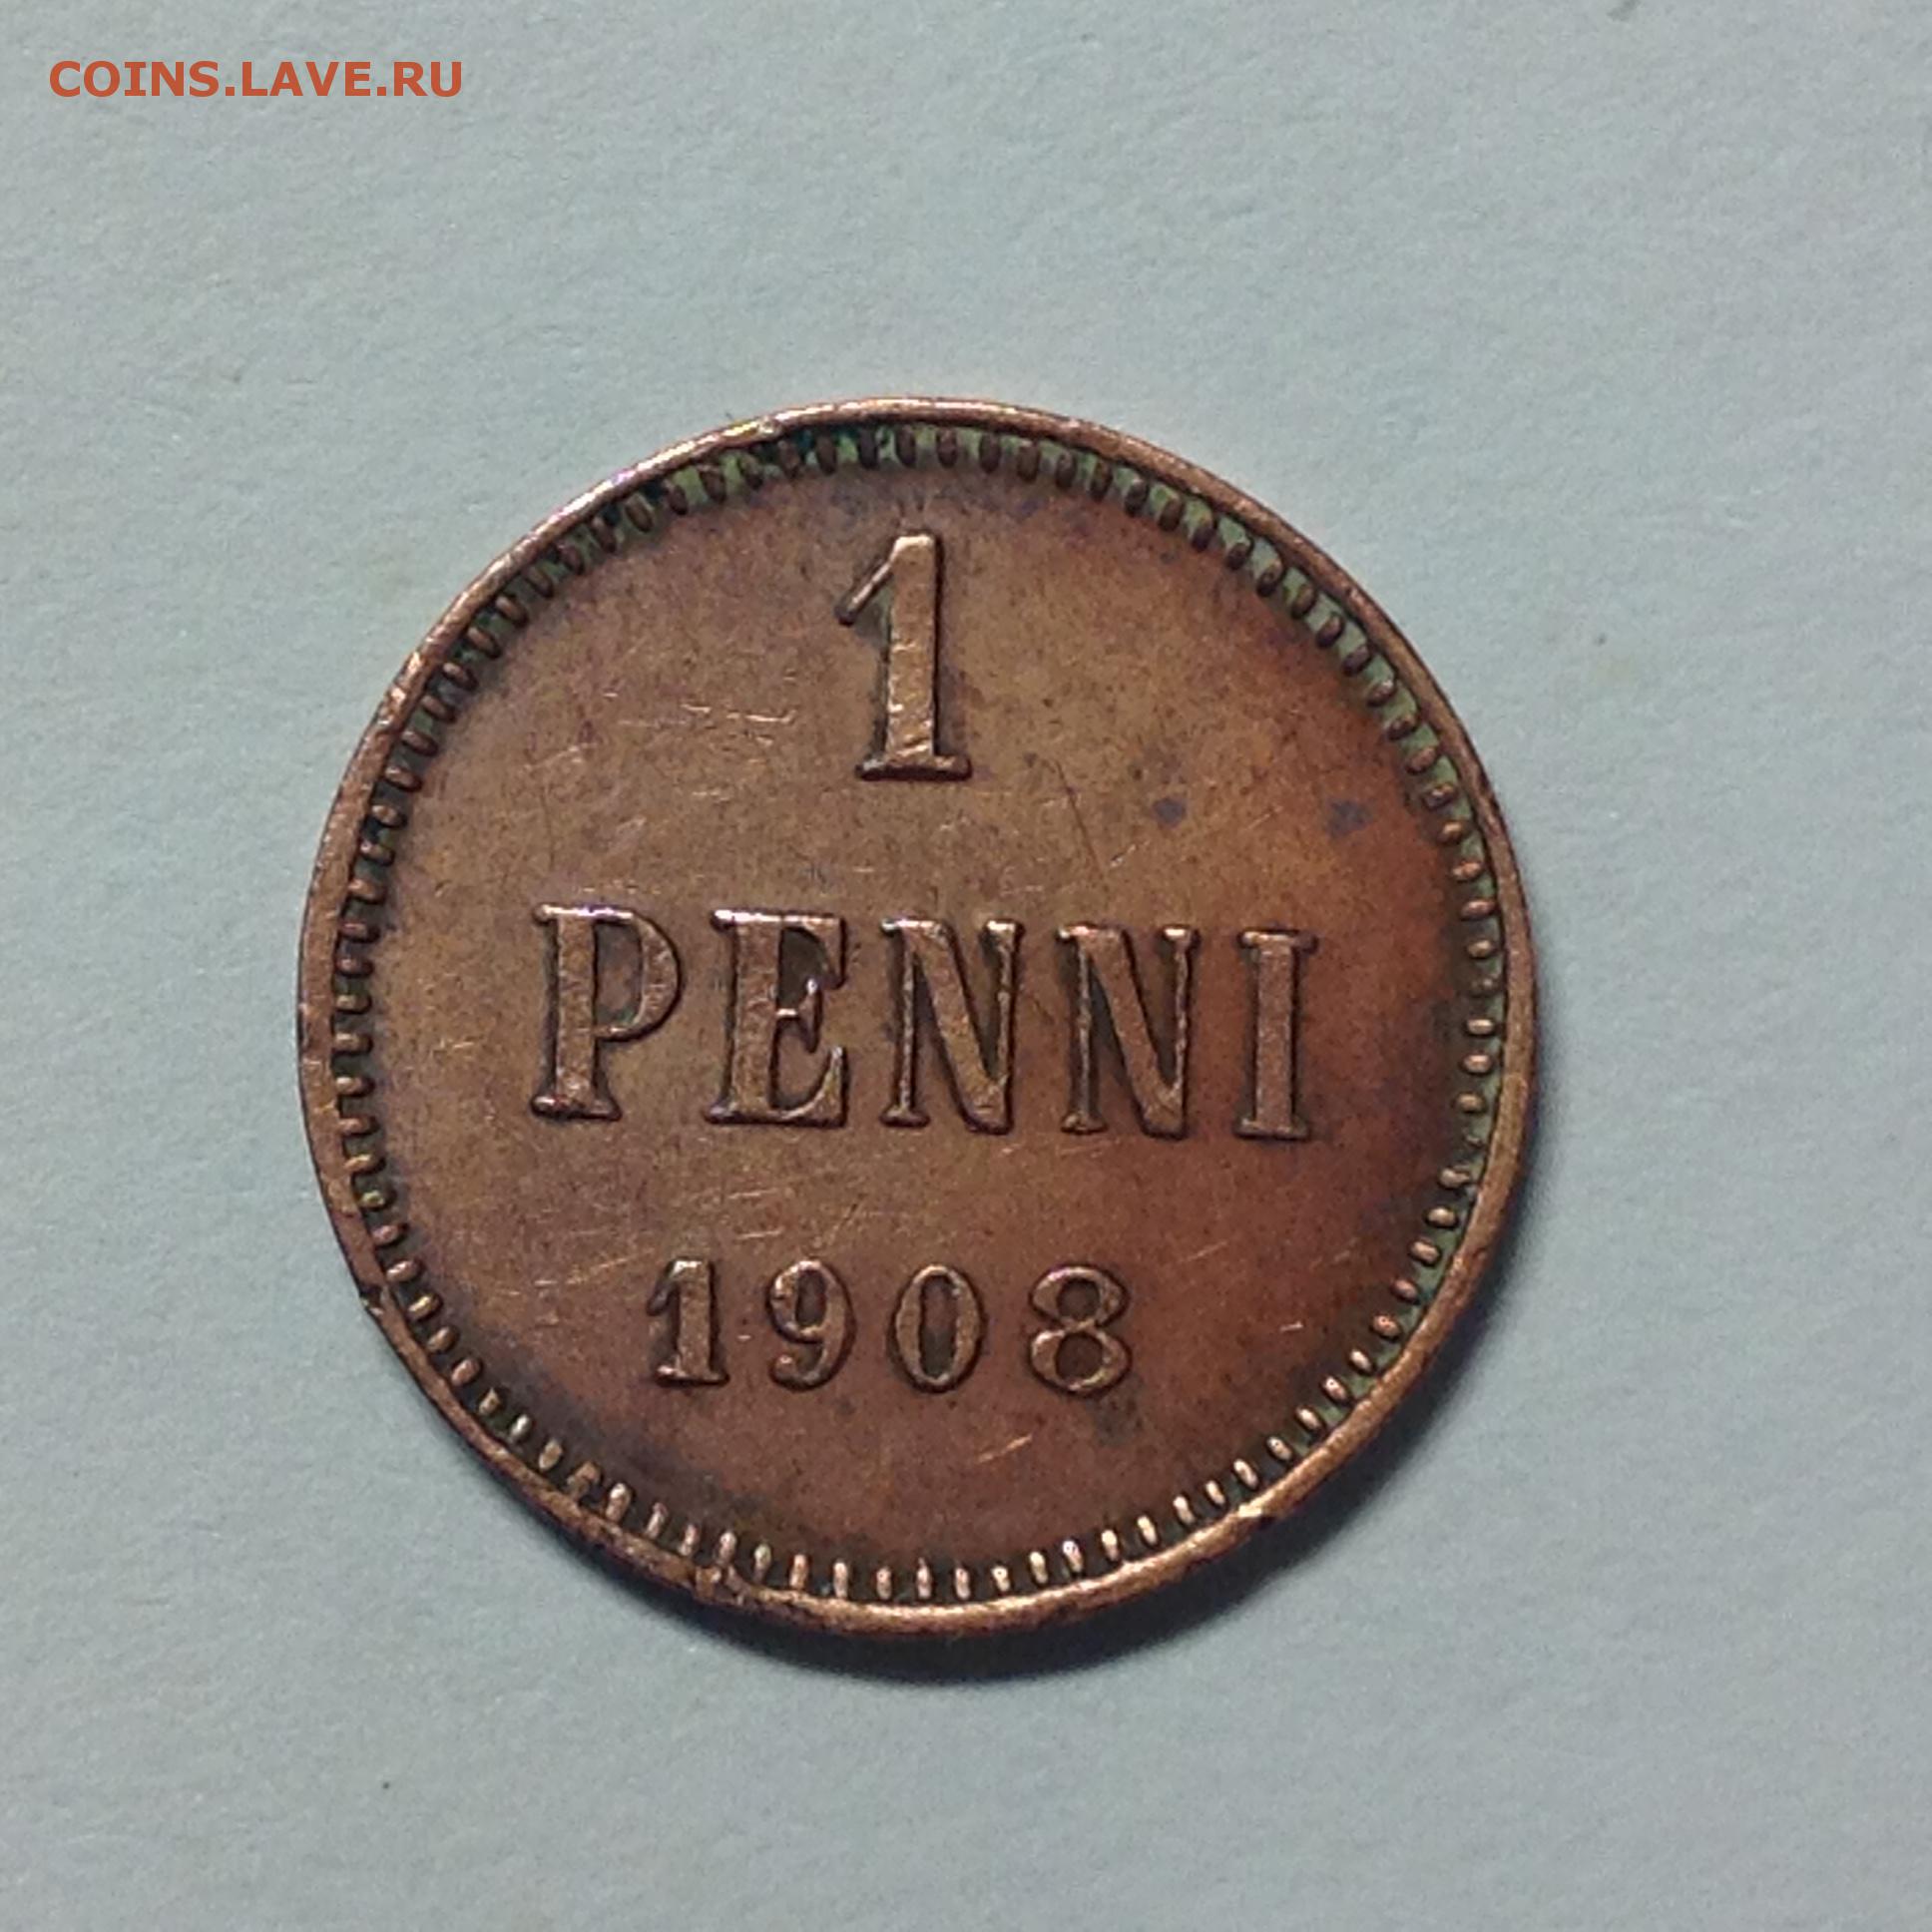 COINS.LAVE.RU
1
PENNI
1908